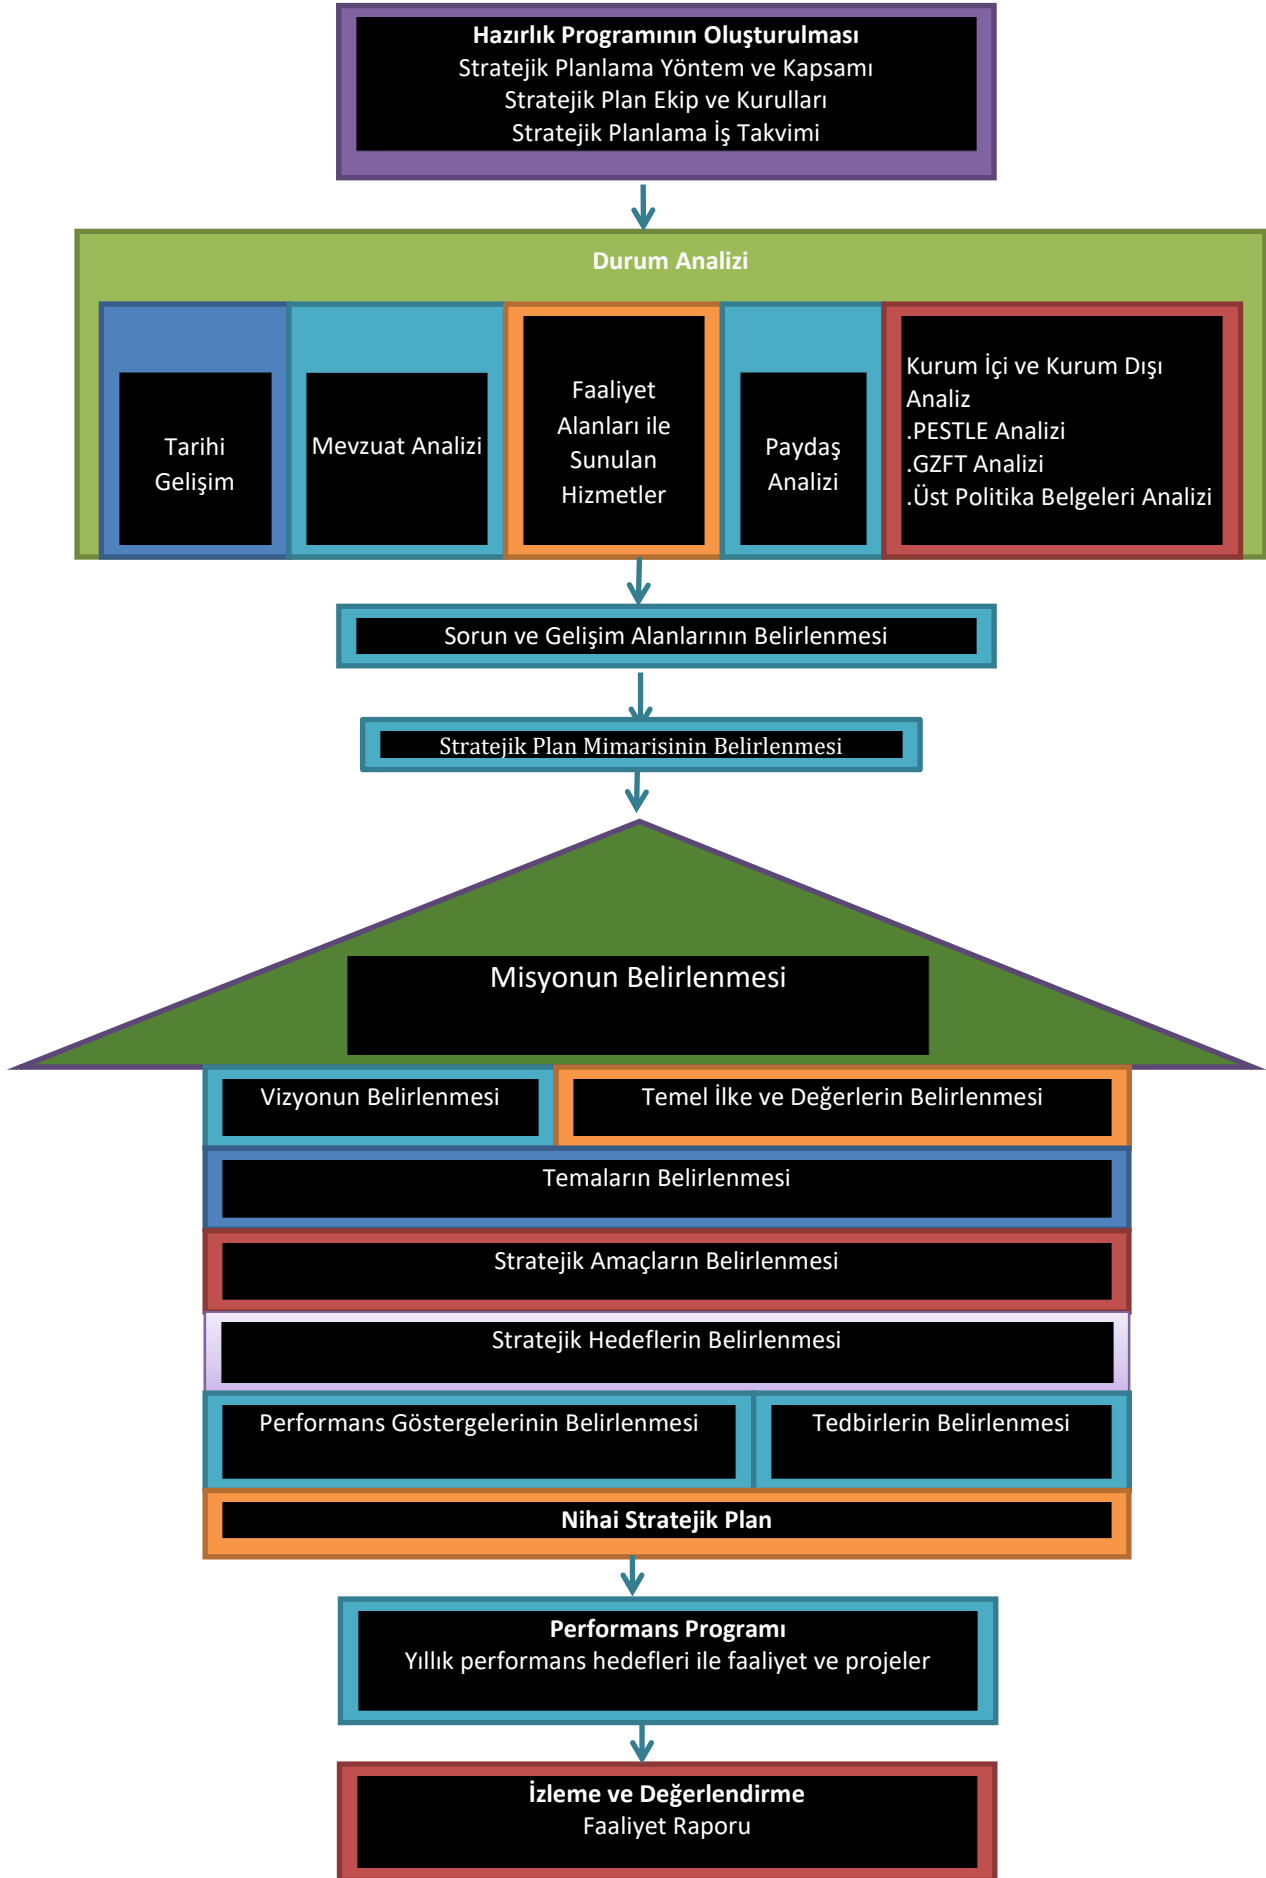 Hazırlık Programının Oluşturulması
Stratejik Planlama Yöntem ve Kapsamı
Stratejik Plan Ekip ve Kurulları
Stratejik Planlama İş Takvimi
Durum Analizi
Tarihi
Gelişim
Mevzuat Analizi
Faaliyet
Alanları ile
Sunulan
Hizmetler
Paydaş
Analizi
Kurum İçi ve Kurum Dışı
Analiz
.PESTLE Analizi
.GZFT Analizi
.Üst Politika Belgeleri Analizi
Sorun ve Gelişim Alanlarının Belirlenmesi
Stratejik Plan Mimarisinin Belirlenmesi
Misyonun Belirlenmesi
Vizyonun Belirlenmesi
Temel İlke ve Değerlerin Belirlenmesi
Temaların Belirlenmesi
Stratejik Amaçların Belirlenmesi
Stratejik Hedeflerin Belirlenmesi
Performans Göstergelerinin Belirlenmesi
Tedbirlerin Belirlenmesi
Nihai Stratejik Plan
Performans Programı
Yıllık performans hedefleri ile faaliyet ve projeler
İzleme ve Değerlendirme
Faaliyet Raporu